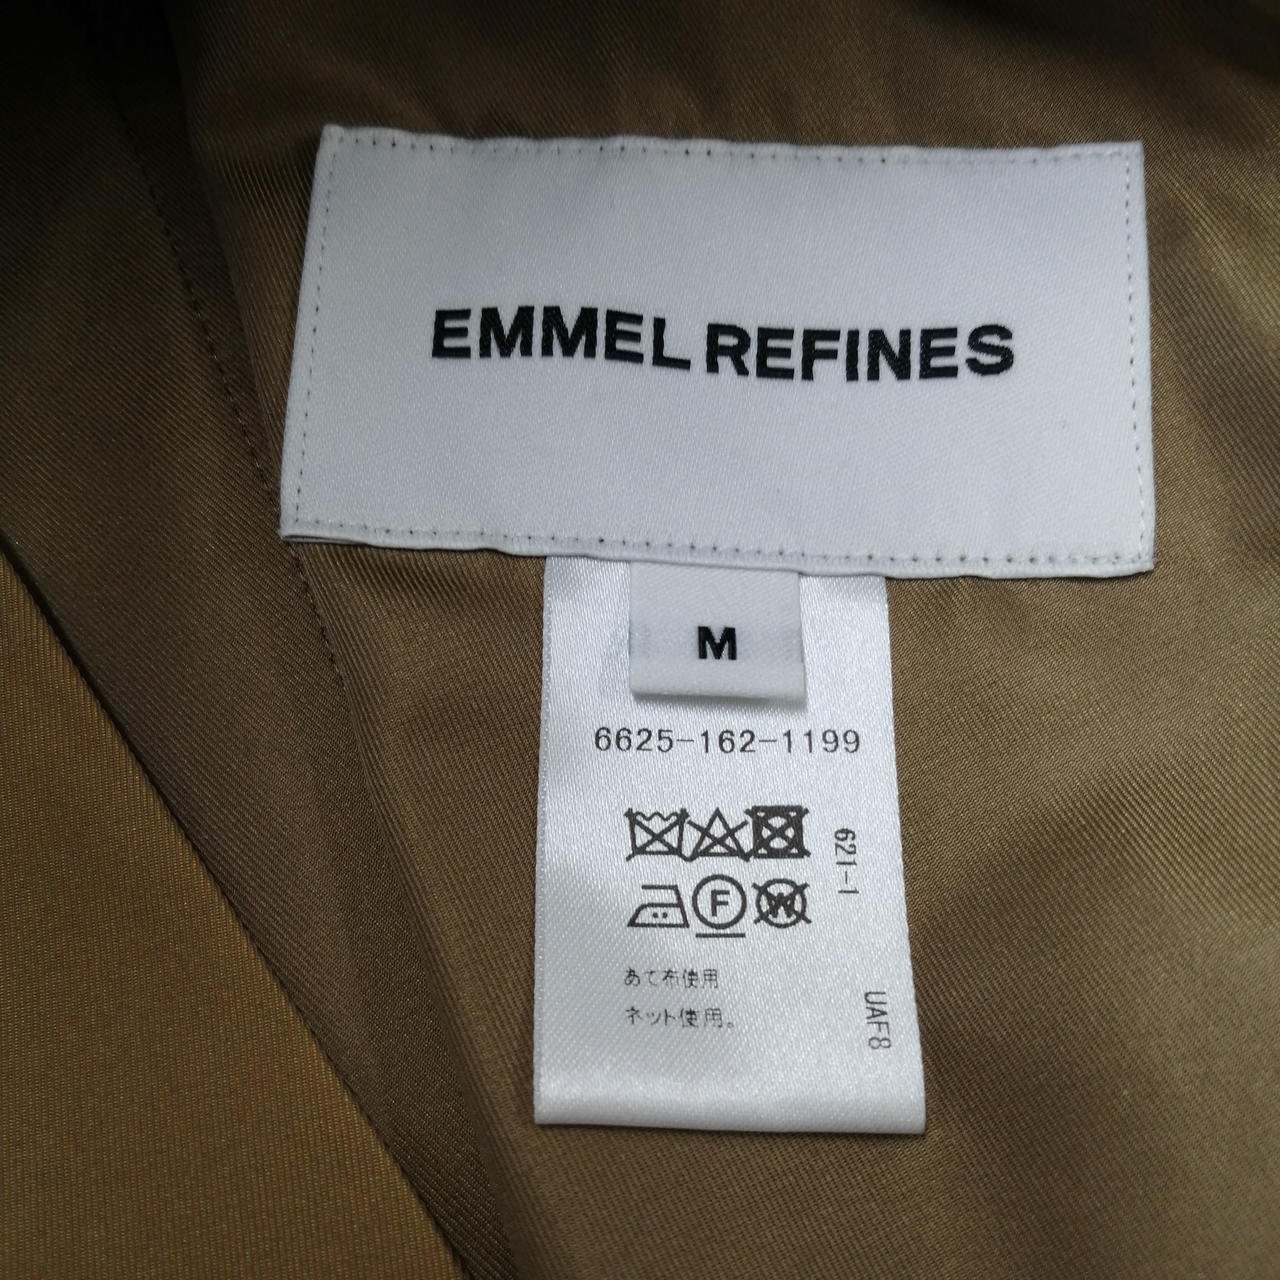 EMMEL REFINES
M
6625-162-1199
621-1
F
W
あて布使用
ネット使用。
UAF8